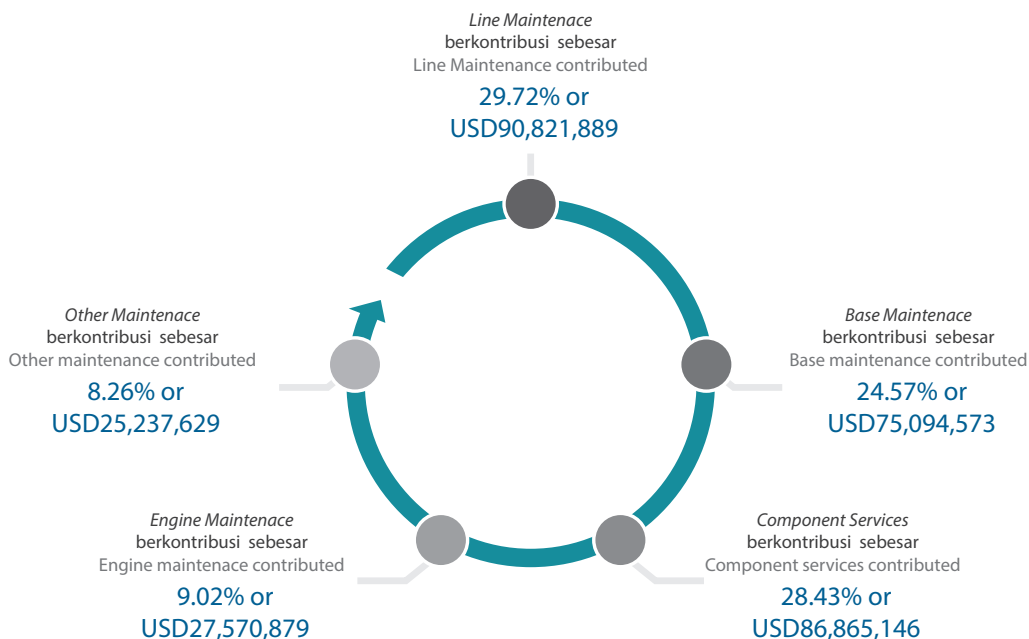 Line Maintenace
berkontribusi sebesar
Line Maintenance contributed
29.72% or
USD90,821,889
Other Maintenace
berkontribusi sebesar
Other maintenance contributed
8.26% or
USD25,237,629
Base Maintenace
berkontribusi sebesar
Base maintenance contributed
24.57% or
USD75,094,573
Engine Maintenace
berkontribusi sebesar
Engine maintenace contributed
9.02% or
USD27,570,879
Component Services
berkontribusi sebesar
Component services contributed
28.43% or
USD86,865,146